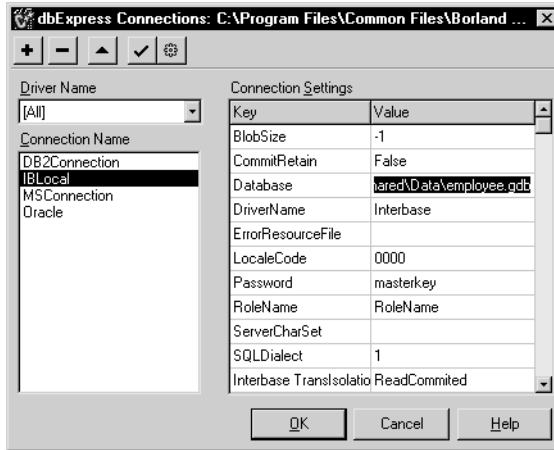 dbExpress Connections: C:\Program Files\Common Files\Borland ...
Driver Name
[All]
Connection Name
DB2Connection
IBLocal
MSConnection
Oracle
Connection Settings
Key Value
BlobSize -1
CommitRetain False
Database hared\Data\employee.gdb
DriverName Interbase
ErrorResourceFile
LocaleCode 0000
Password masterkey
RoleName RoleName
ServerCharSet
SQLDialect 1
Interbase TransIsolatio ReadCommited
OK Cancel Help